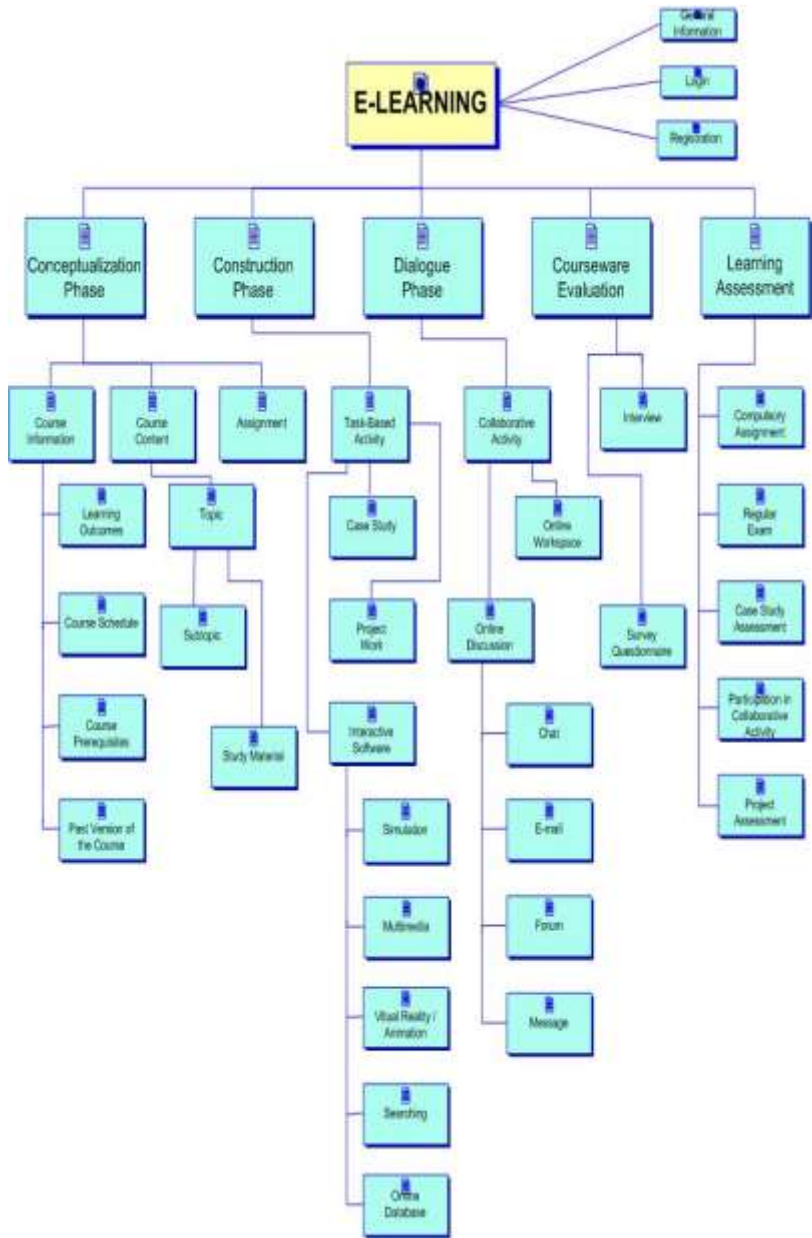 General
Information
E-LEARNING
Login
Registration
Conceptualization
Phase
Construction
Phase
Dialogue
Phase
Courseware
Evaluation
Learning
Assessment
Course
Information
Course
Content
Assignment
Task-Based
Activity
Collaborative
Activity
Interview
Compulsory
Assignment
Learning
Outcomes
Topic
Case Study
Online
Workspace
Regular
Exam
Course Schedule
Subtopic
Project
Work
Online
Discussion
Survey
Questionnaire
Case Study
Assessment
Course
Prerequisites
Study Material
Interactive
Software
Chat
Participation in
Collaborative
Activity
Past Version of
the Course
Simulation
E-mail
Project
Assessment
Multimedia
Forum
Vitual Reality /
Animation
Message
Searching
Online
Database